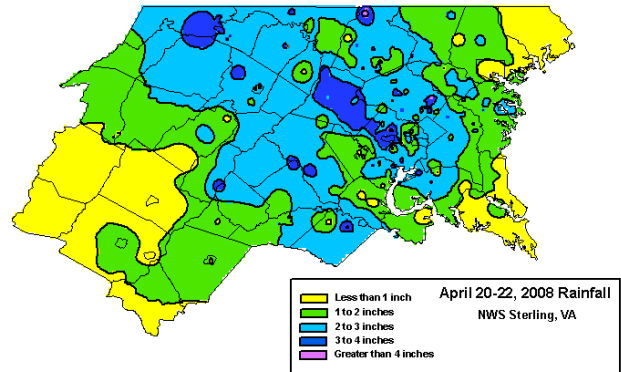 April 20-22, 2008 Rainfall
NWS Sterling, VA
Less than 1 inch
1 to 2 inches
2 to 3 inches
3 to 4 inches
Greater than 4 inches